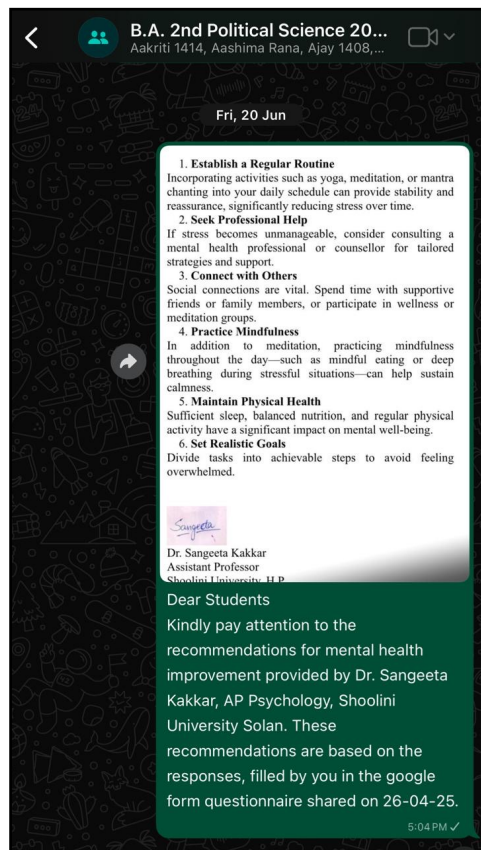 B.A. 2nd Political Science 20...
Aakriti 1414, Aashima Rana, Ajay 1408,...
Fri, 20 Jun
1. Establish a Regular Routine
Incorporating activities such as yoga, meditation, or mantra
chanting into your daily schedule can provide stability and
reassurance, significantly reducing stress over time.
2. Seek Professional Help
If stress becomes unmanageable, consider consulting a
mental health professional or counsellor for tailored
strategies and support.
3. Connect with Others
Social connections are vital. Spend time with supportive
friends or family members, or participate in wellness or
meditation groups.
4. Practice Mindfulness
In addition to meditation, practicing mindfulness
throughout the day—such as mindful eating or deep
breathing during stressful situations—can help sustain
calmness.
5. Maintain Physical Health
Sufficient sleep, balanced nutrition, and regular physical
activity have a significant impact on mental well-being.
6. Set Realistic Goals
Divide tasks into achievable steps to avoid feeling
overwhelmed.
Sangeeta
Dr. Sangeeta Kakkar
Assistant Professor
Shoolini University, H.P
Dear Students
Kindly pay attention to the
recommendations for mental health
improvement provided by Dr. Sangeeta
Kakkar, AP Psychology, Shoolini
University Solan. These
recommendations are based on the
responses, filled by you in the google
form questionnaire shared on 26-04-25.
5:04 PM